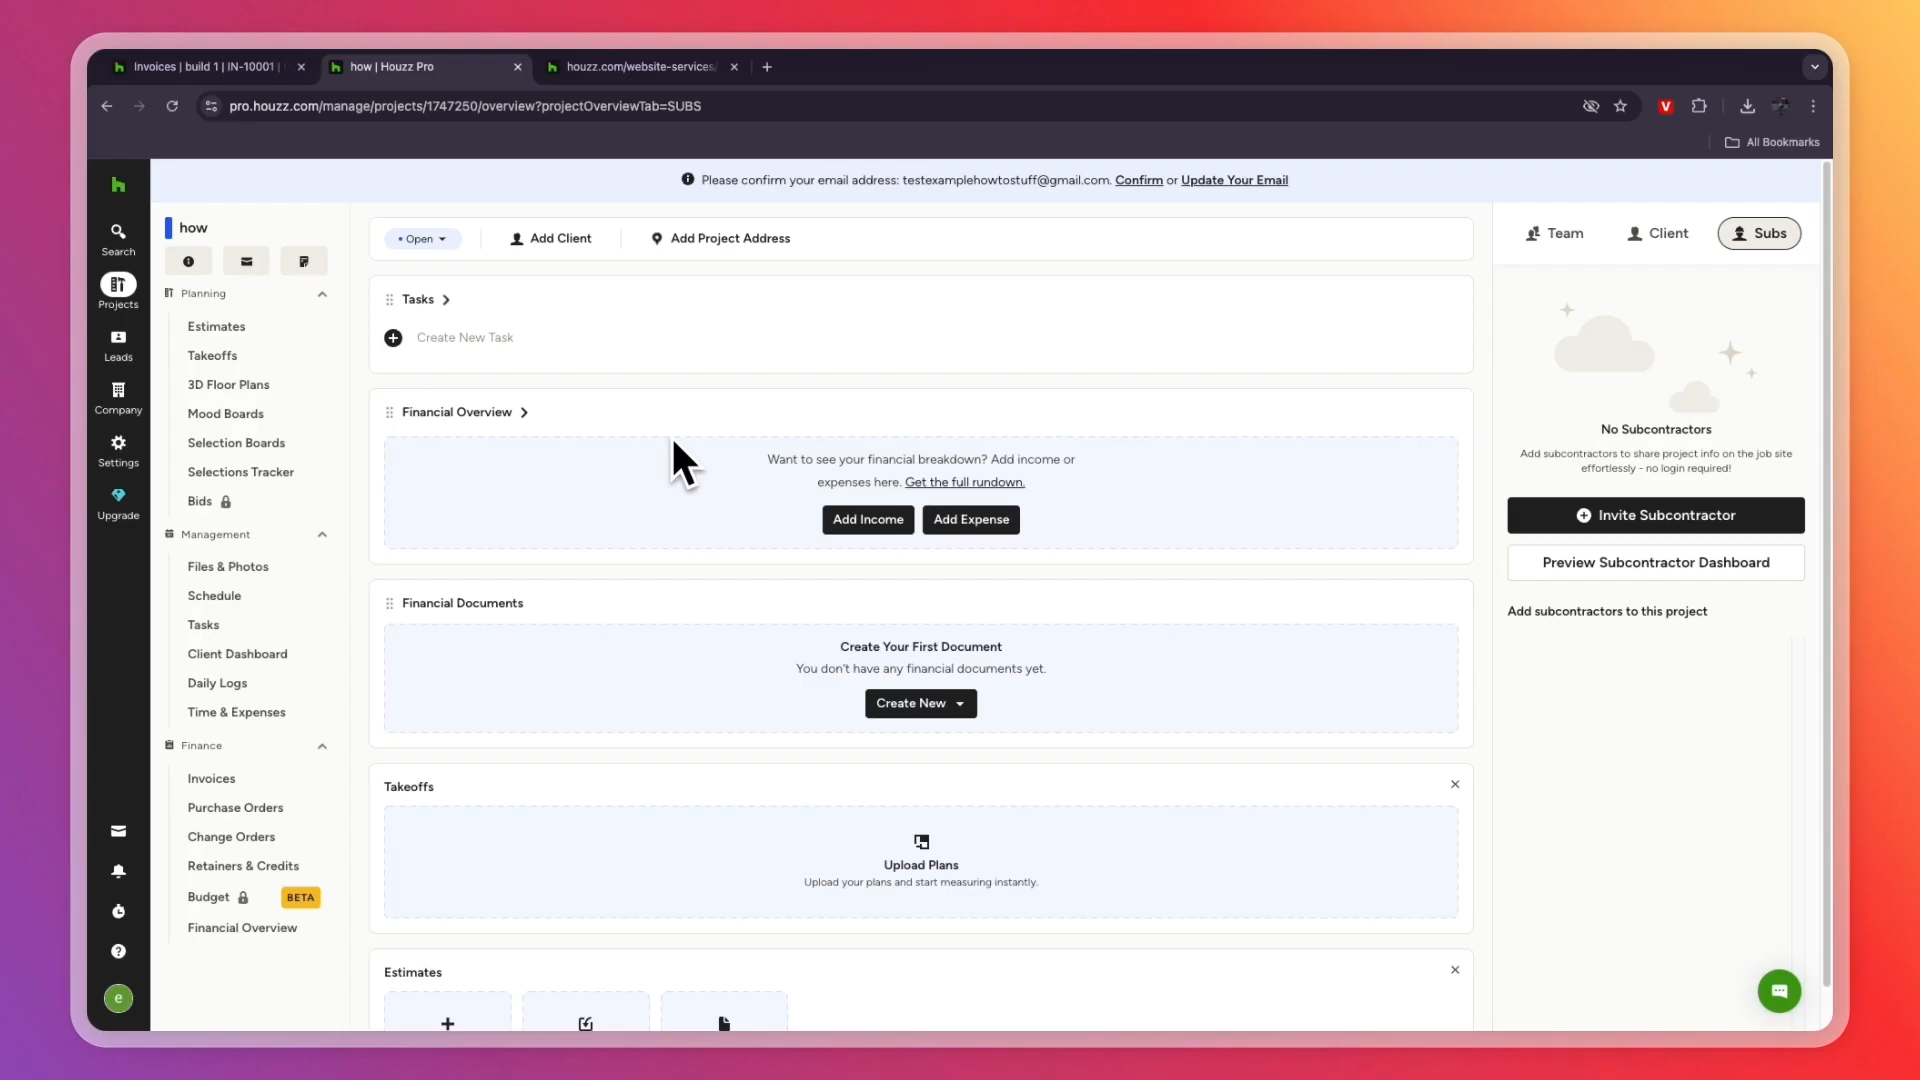 Invoices | build 1 | IN-10001 |
how | Houzz Pro
houzz.com/website-services/
pro.houzz.com/manage/projects/1747250/overview?projectOverviewTab=SUBS
V
All Bookmarks
Please confirm your email address: testexamplehowtostuff@gmail.com. Confirm or Update Your Email
Search
Projects
Leads
Company
Settings
Upgrade
e
how
Planning
Estimates
Takeoffs
3D Floor Plans
Mood Boards
Selection Boards
Selections Tracker
Bids
Management
Files & Photos
Schedule
Tasks
Client Dashboard
Daily Logs
Time & Expenses
Finance
Invoices
Purchase Orders
Change Orders
Retainers & Credits
Budget BETA
Financial Overview
• Open
Add Client
Add Project Address
Tasks
Create New Task
Financial Overview
Want to see your financial breakdown? Add income or
expenses here. Get the full rundown.
Add Income
Add Expense
Financial Documents
Create Your First Document
You don't have any financial documents yet.
Create New
Takeoffs
Upload Plans
Upload your plans and start measuring instantly.
Estimates
Team
Client
Subs
No Subcontractors
Add subcontractors to share project info on the job site
effortlessly - no login required!
Invite Subcontractor
Preview Subcontractor Dashboard
Add subcontractors to this project